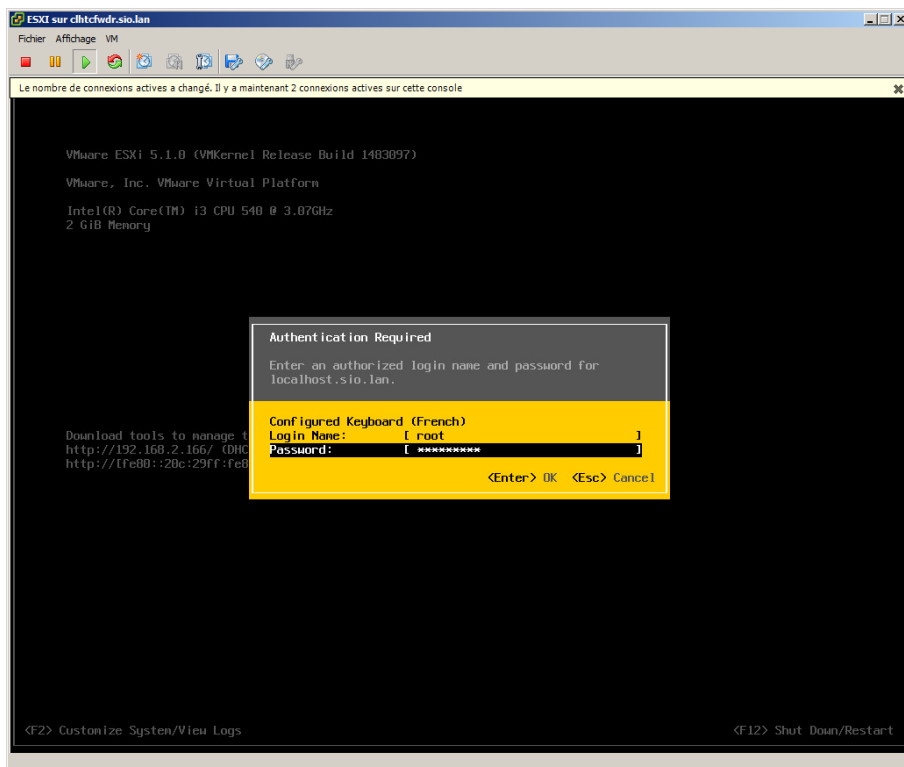 ESXI sur clhtcfwdr.sio.lan
Fichier Affichage VM
Le nombre de connexions actives a changé. Il y a maintenant 2 connexions actives sur cette console
VMware ESXi 5.1.0 (VMKernel Release Build 1483097)
VMware, Inc. VMware Virtual Platform
Intel(R) Core(TM) i3 CPU 540 @ 3.07GHz
2 GiB Memory
Authentication Required
Enter an authorized login name and password for
localhost.sio.lan.
Configured Keyboard (French)
Login Name: [ root ]
Password: [ ********* ]
<Enter> OK <Esc> Cancel
Download tools to manage t
http://192.168.2.166/ (DHC
http://[fe80::20c:29ff:fe8
<F2> Customize System/View Logs
<F12> Shut Down/Restart